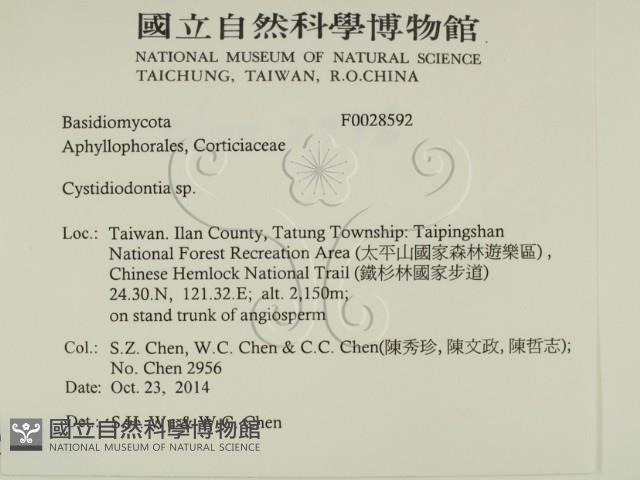 國立自然科學博物館
NATIONAL MUSEUM OF NATURAL SCIENCE
TAICHUNG, TAIWAN, R.O.CHINA
Basidiomycota F0028592
Aphyllophorales, Corticiaceae
Cystidiodontia sp.
Loc.: Taiwan. Ilan County, Tatung Township: Taipingshan
National Forest Recreation Area (太平山國家森林遊樂區) ,
Chinese Hemlock National Trail (鐵杉林國家步道)
24.30.N, 121.32.E; alt. 2,150m;
on stand trunk of angiosperm
Col.: S.Z. Chen, W.C. Chen & C.C. Chen(陳秀珍, 陳文政, 陳哲志);
No. Chen 2956
Date: Oct. 23, 2014
Det.: S.H. Wu & W.C. Chen
國立自然科學博物館
NATIONAL MUSEUM OF NATURAL SCIENCE